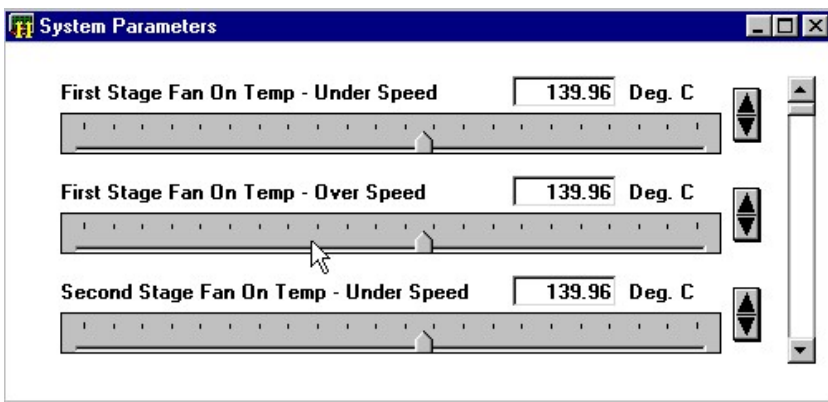 System Parameters
First Stage Fan On Temp - Under Speed 139.96 Deg. C
First Stage Fan On Temp - Over Speed 139.96 Deg. C
Second Stage Fan On Temp - Under Speed 139.96 Deg. C